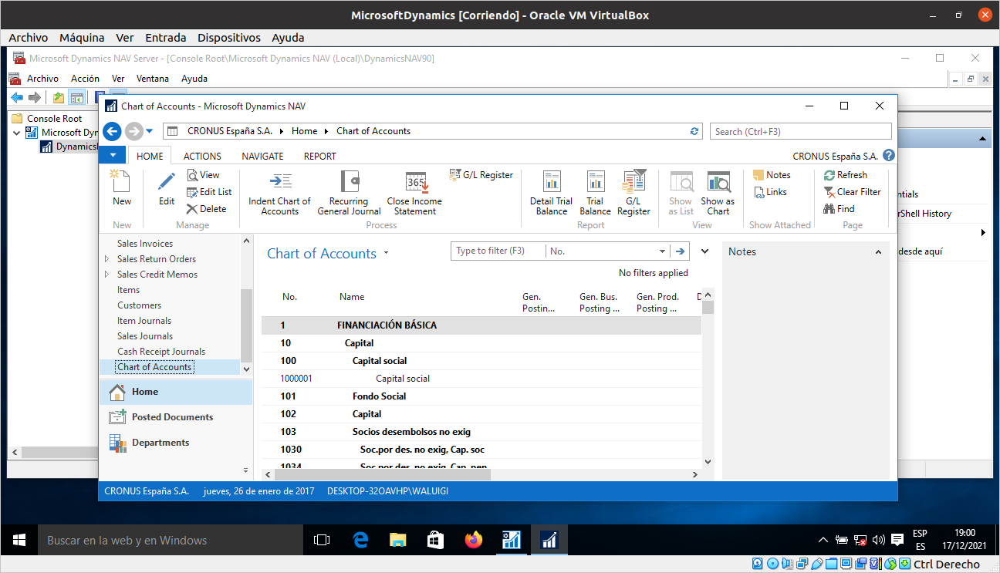 MicrosoftDynamics [Corriendo] - Oracle VM VirtualBox
Archivo Máquina Ver Entrada Dispositivos Ayuda
Microsoft Dynamics NAV Server - [Console Root\Microsoft Dynamics NAV (Local)\DynamicsNAV90]
Archivo Acción Ver Ventana Ayuda
Console Root
Microsoft Dyn
Dynamics
Chart of Accounts - Microsoft Dynamics NAV
CRONUS España S.A. Home Chart of Accounts
Search (Ctrl+F3)
HOME ACTIONS NAVIGATE REPORT
CRONUS España S.A.
New
New
Edit
View
Edit List
Delete
Manage
Indent Chart of Accounts
Recurring General Journal
Close Income Statement
G/L Register
Process
Detail Trial Balance
Trial Balance
G/L Register
Report
Show as List
Show as Chart
View
Notes
Links
Show Attached
Refresh
Clear Filter
Find
Page
ntials
rShell History
desde aquí
Sales Invoices
Sales Return Orders
Sales Credit Memos
Items
Customers
Item Journals
Sales Journals
Cash Receipt Journals
Chart of Accounts
Home
Posted Documents
Departments
Chart of Accounts
Type to filter (F3) No.
No filters applied
No. Name Gen. Postin... Gen. Bus. Posting ... Gen. Prod. Posting ... D
1 FINANCIACIÓN BÁSICA
10 Capital
100 Capital social
1000001 Capital social
101 Fondo Social
102 Capital
103 Socios desembolsos no exig
1030 Soc.por des. no exig, Cap. soc
1034 Soc.por des. no exig, Cap. pen
Notes
CRONUS España S.A. jueves, 26 de enero de 2017 DESKTOP-32OAVHP\WALUIGI
Buscar en la web y en Windows
ESP
ES
19:00
17/12/2021
Ctrl Derecho